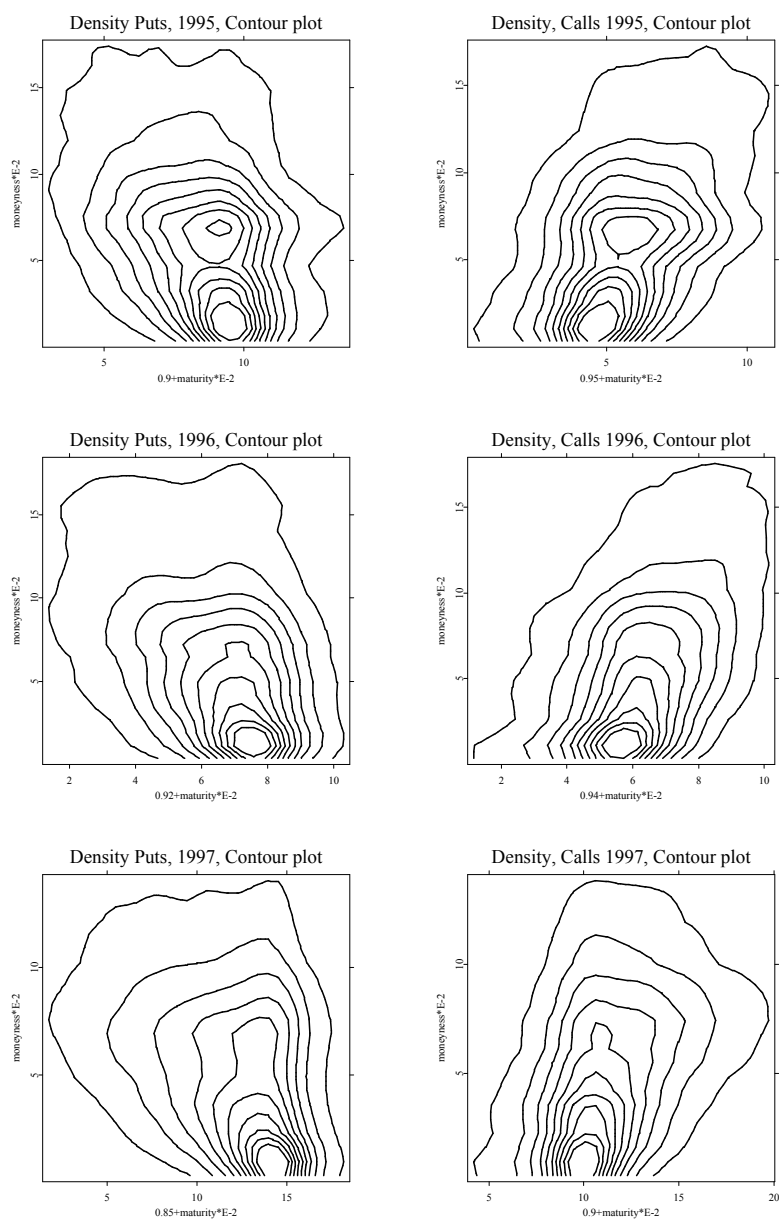 Density Puts, 1995, Contour plot
moneyness*E-2
15
10
5
5
10
0.9+maturity*E-2
Density, Calls 1995, Contour plot
moneyness*E-2
15
10
5
5
10
0.95+maturity*E-2
Density Puts, 1996, Contour plot
moneyness*E-2
15
10
5
2
4
6
8
10
0.92+maturity*E-2
Density, Calls 1996, Contour plot
moneyness*E-2
15
10
5
4
6
8
10
0.94+maturity*E-2
Density Puts, 1997, Contour plot
moneyness*E-2
10
5
5
10
15
0.85+maturity*E-2
Density, Calls 1997, Contour plot
moneyness*E-2
10
5
5
10
15
20
0.9+maturity*E-2